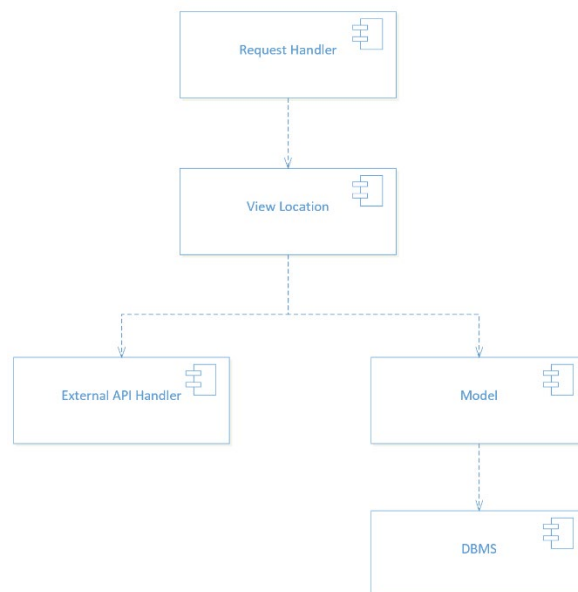 Request Handler
View Location
External API Handler
Model
DBMS